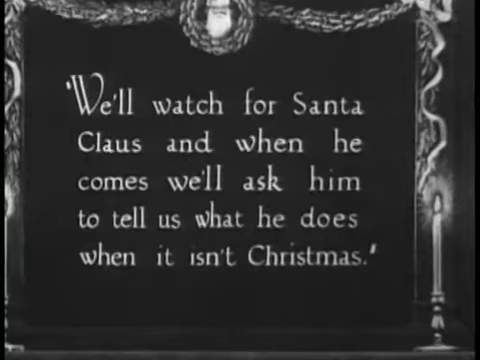 "We'll watch for Santa
Claus and when he
comes we'll ask him
to tell us what he does
when it isn't Christmas."